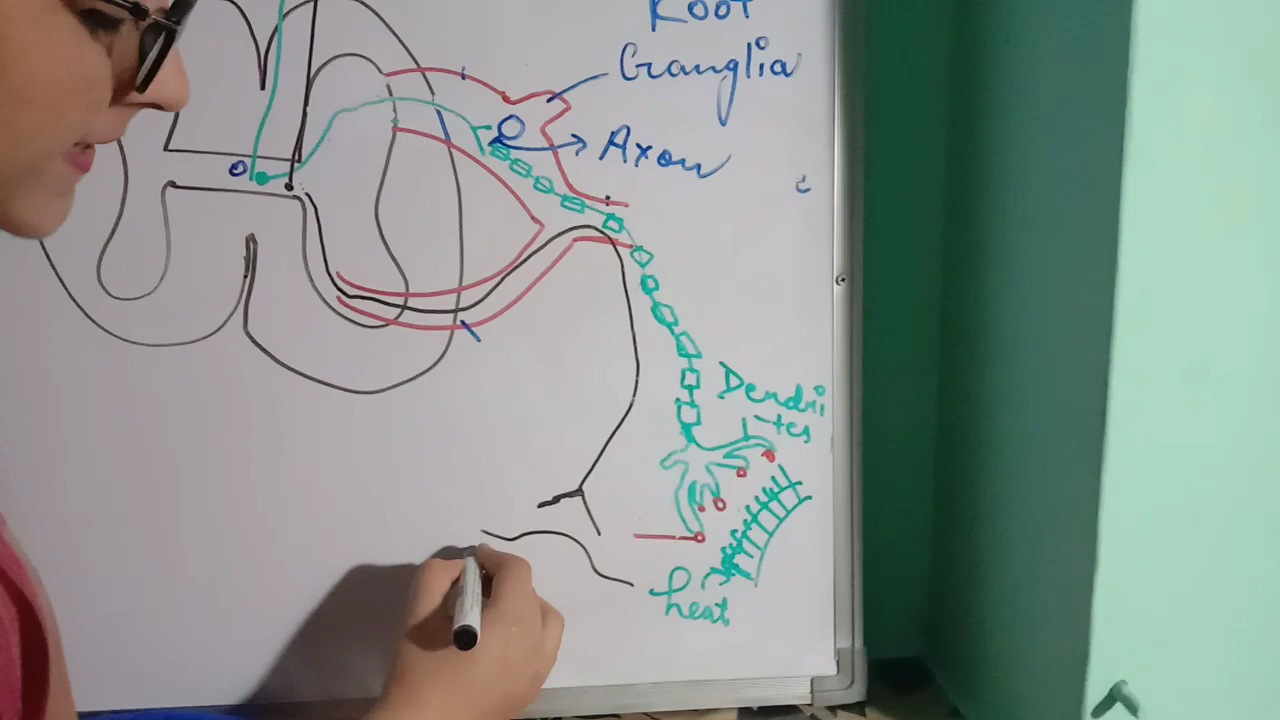 Root
Ganglia
Axon
Dendri
-tes
heat